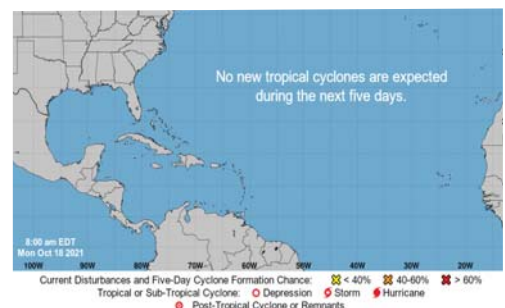 No new tropical cyclones are expected
during the next five days.
8:00 am EDT
Mon Oct 18 2021
100W 90W 80W 70W 60W 50W 40W 30W 20W
Current Disturbances and Five-Day Cyclone Formation Chance: < 40% 40-60% > 60%
Tropical or Sub-Tropical Cyclone: Depression Storm Hurricane
Post-Tropical Cyclone or Remnants